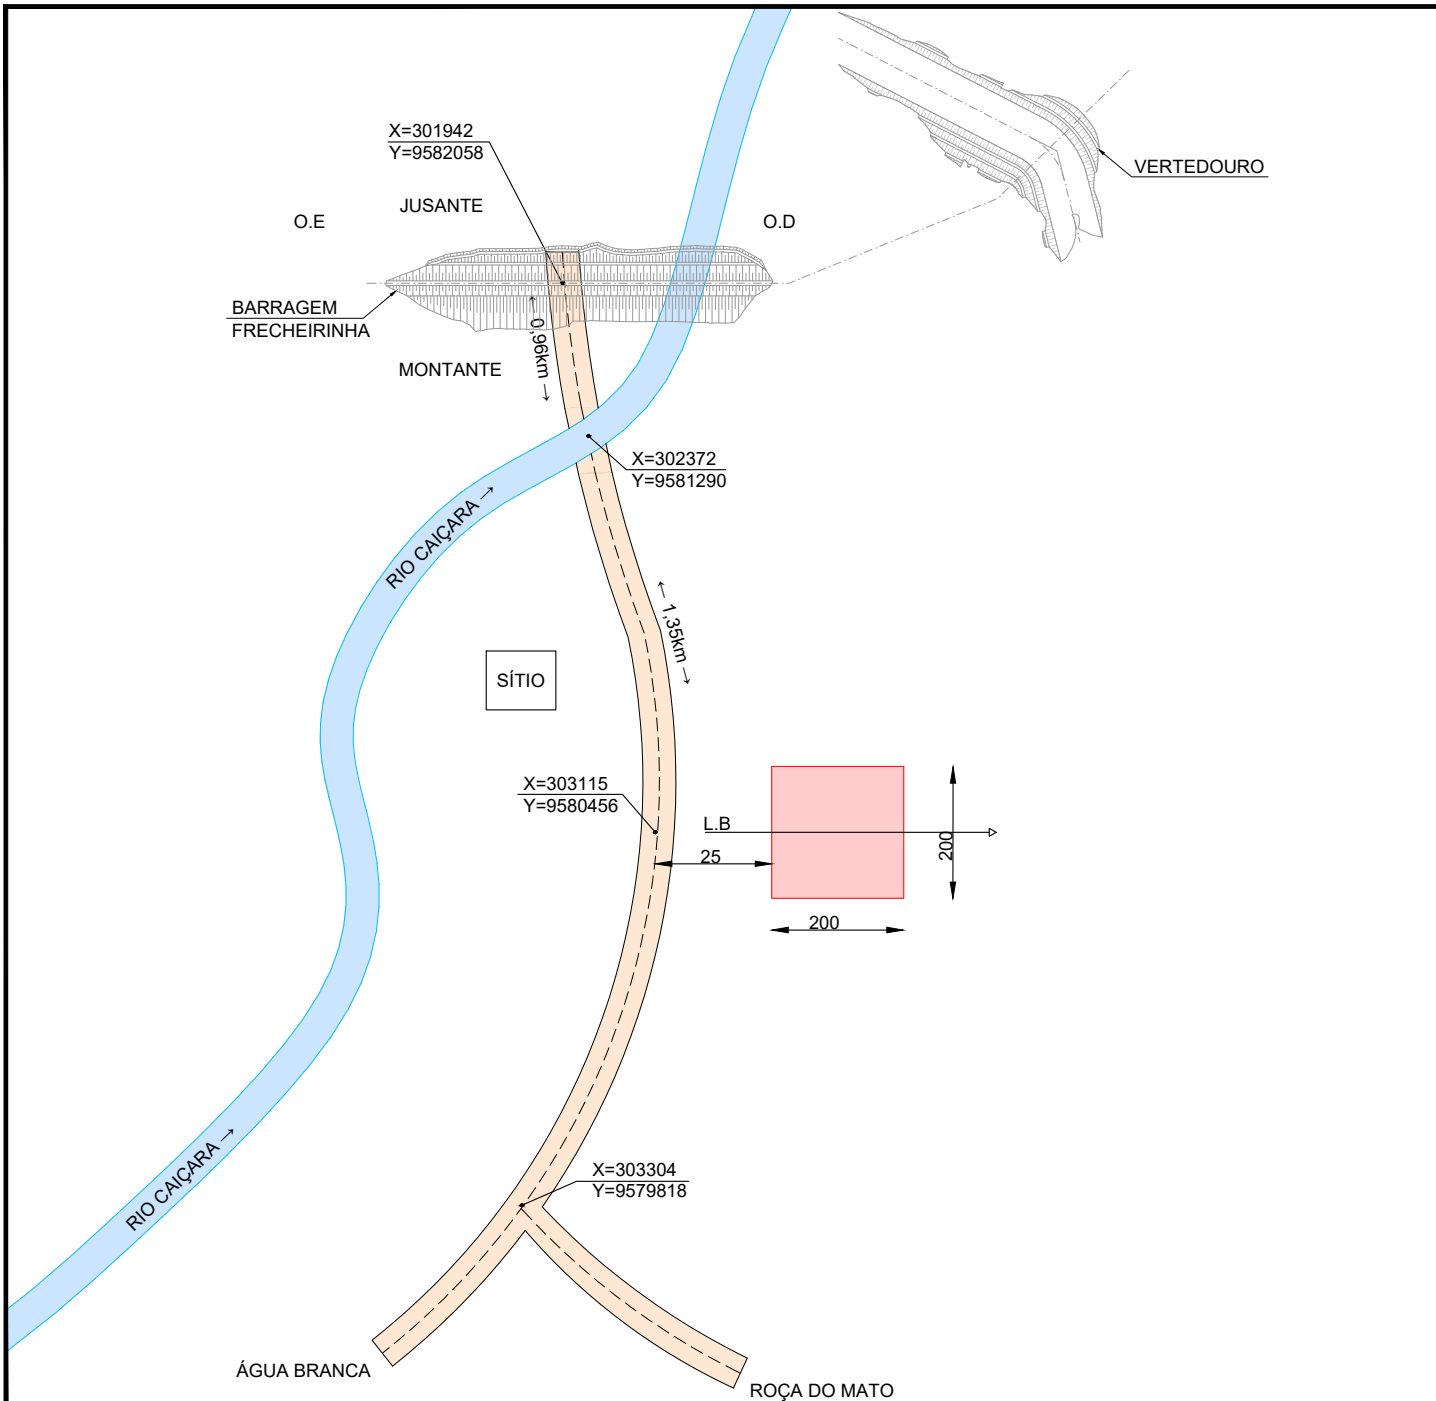 X=301942
Y=9582058
VERTEDOURO
JUSANTE
O.E
O.D
BARRAGEM
FRECHEIRINHA
← 0,96km →
MONTANTE
X=302372
Y=9581290
RIO CAIÇARA →
← 1,35km →
SÍTIO
X=303115
Y=9580456
L.B
25
200
200
RIO CAIÇARA →
X=303304
Y=9579818
ÁGUA BRANCA
ROÇA DO MATO